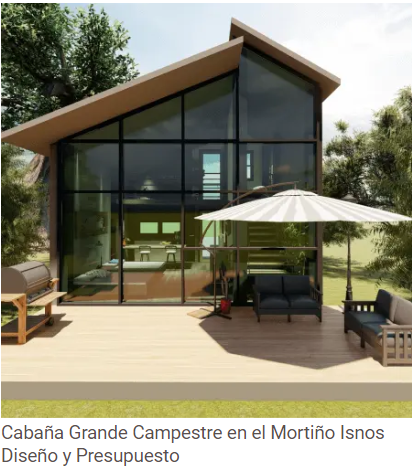 Cabaña Grande Campestre en el Mortiño Isnos
Diseño y Presupuesto